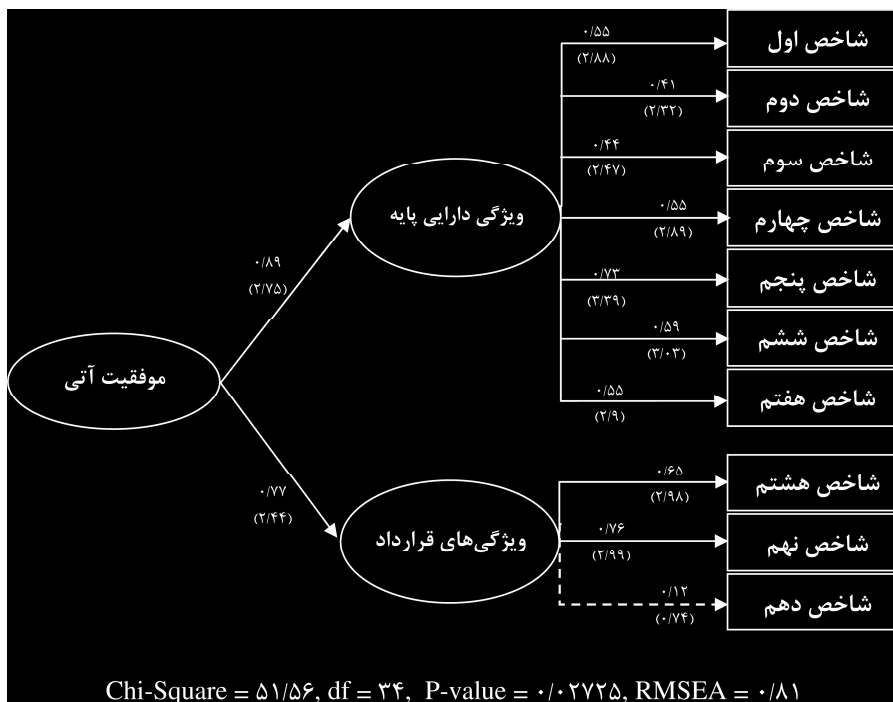 شاخص اول
۰/۵۵
(۲/۸۸)
شاخص دوم
۰/۴۱
(۲/۳۲)
شاخص سوم
۰/۴۴
(۲/۴۷)
شاخص چهارم
۰/۵۵
(۲/۸۹)
ویژگی دارایی پایه
شاخص پنجم
۰/۷۳
(۳/۳۹)
۰/۸۹
(۲/۷۵)
شاخص ششم
۰/۵۹
(۳/۰۳)
شاخص هفتم
۰/۵۵
(۲/۹)
موفقیت آتی
شاخص هشتم
۰/۶۵
(۲/۹۸)
۰/۷۷
(۲/۴۴)
شاخص نهم
۰/۷۶
(۲/۹۹)
ویژگی‌های قرارداد
شاخص دهم
۰/۱۲
(۰/۷۴)
Chi-Square = ۵۱/۵۶, df = ۳۴, P-value = ۰/۰۲۷۲۵, RMSEA = ۰/۸۱